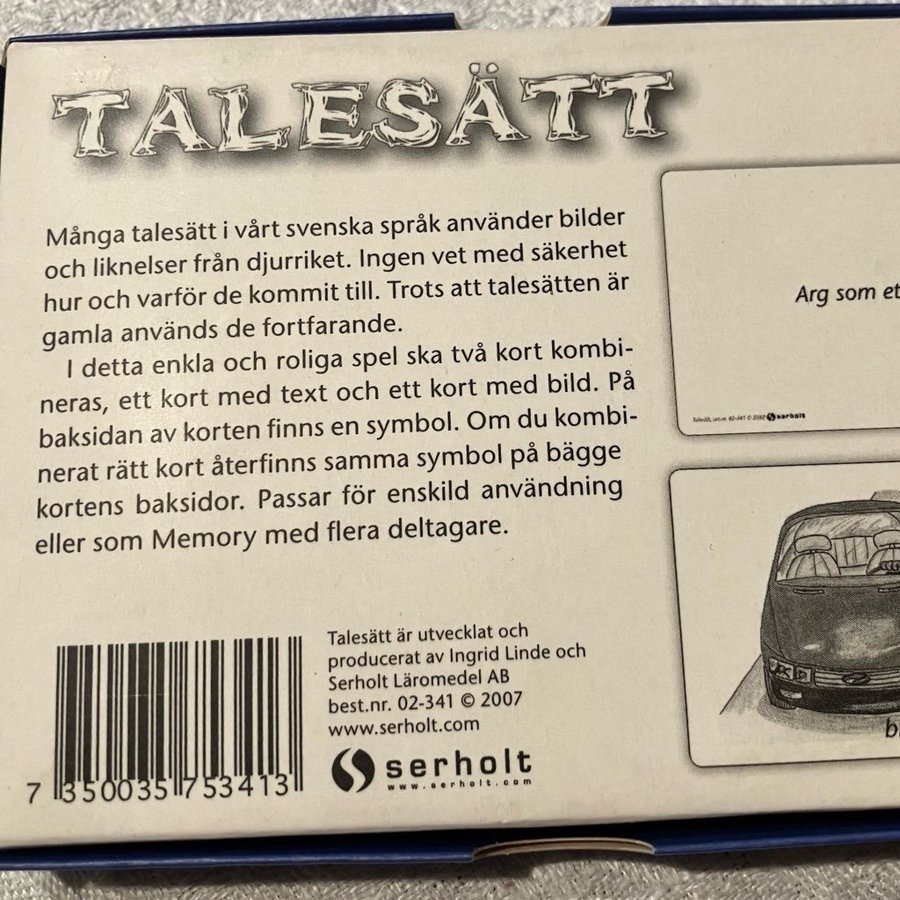 TALESÄTT
Många talesätt i vårt svenska språk använder bilder
och liknelser från djurriket. Ingen vet med säkerhet
hur och varför de kommit till. Trots att talesätten är
gamla används de fortfarande.
I detta enkla och roliga spel ska två kort kombi-
neras, ett kort med text och ett kort med bild. På
baksidan av korten finns en symbol. Om du kombi-
nerat rätt kort återfinns samma symbol på bägge
kortens baksidor. Passar för enskild användning
eller som Memory med flera deltagare.
Arg som et
serholt
Talesätt är utvecklat och
producerat av Ingrid Linde och
Serholt Läromedel AB
best.nr. 02-341 © 2007
www.serholt.com
serholt
www.serholt.com
7 350035 753413